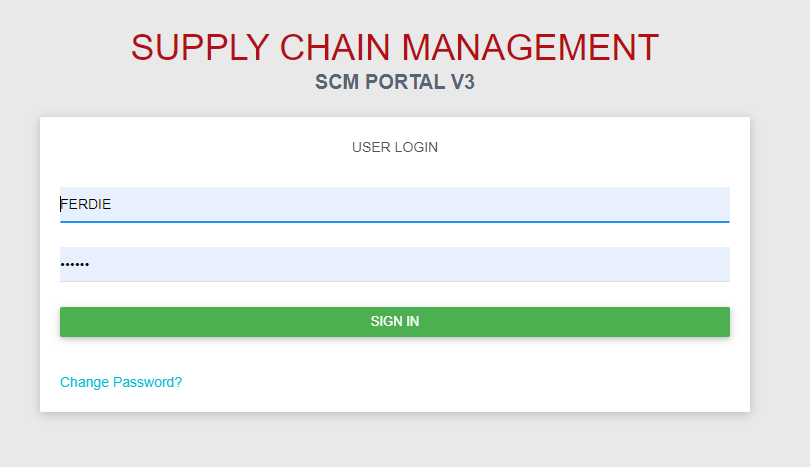 SUPPLY CHAIN MANAGEMENT
SCM PORTAL V3
USER LOGIN
FERDIE
••••••
SIGN IN
Change Password?